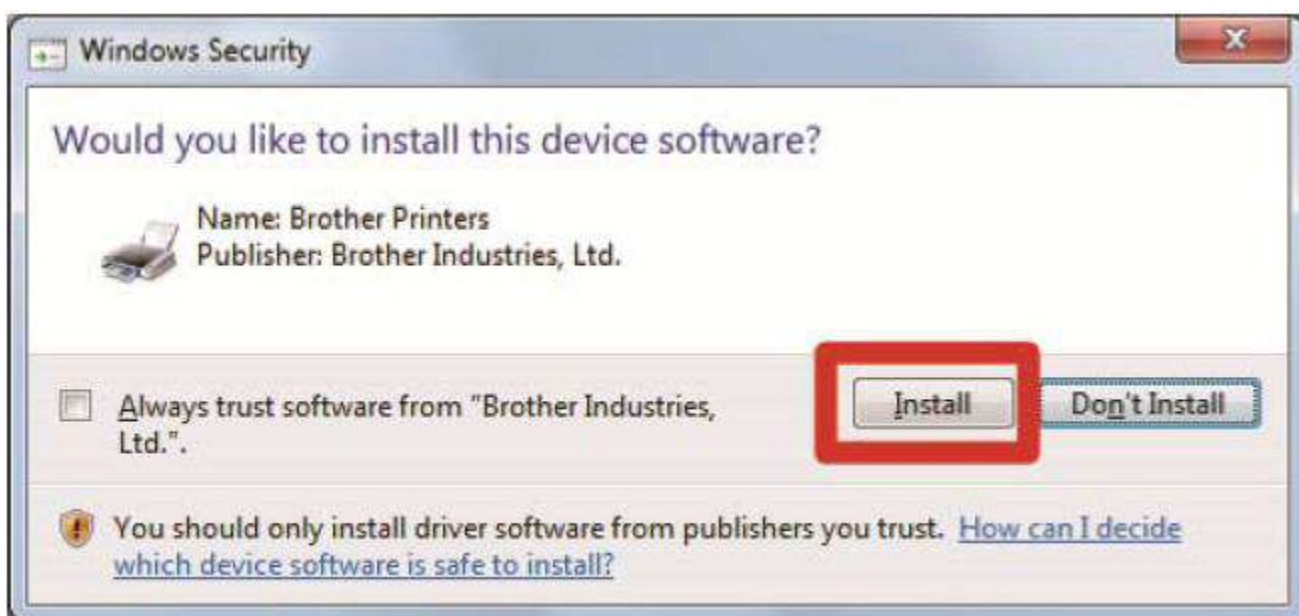 Windows Security
Would you like to install this device software?
Name: Brother Printers
Publisher: Brother Industries, Ltd.
Always trust software from "Brother Industries,
Ltd.".
Install
Don't Install
You should only install driver software from publishers you trust. How can I decide
which device software is safe to install?